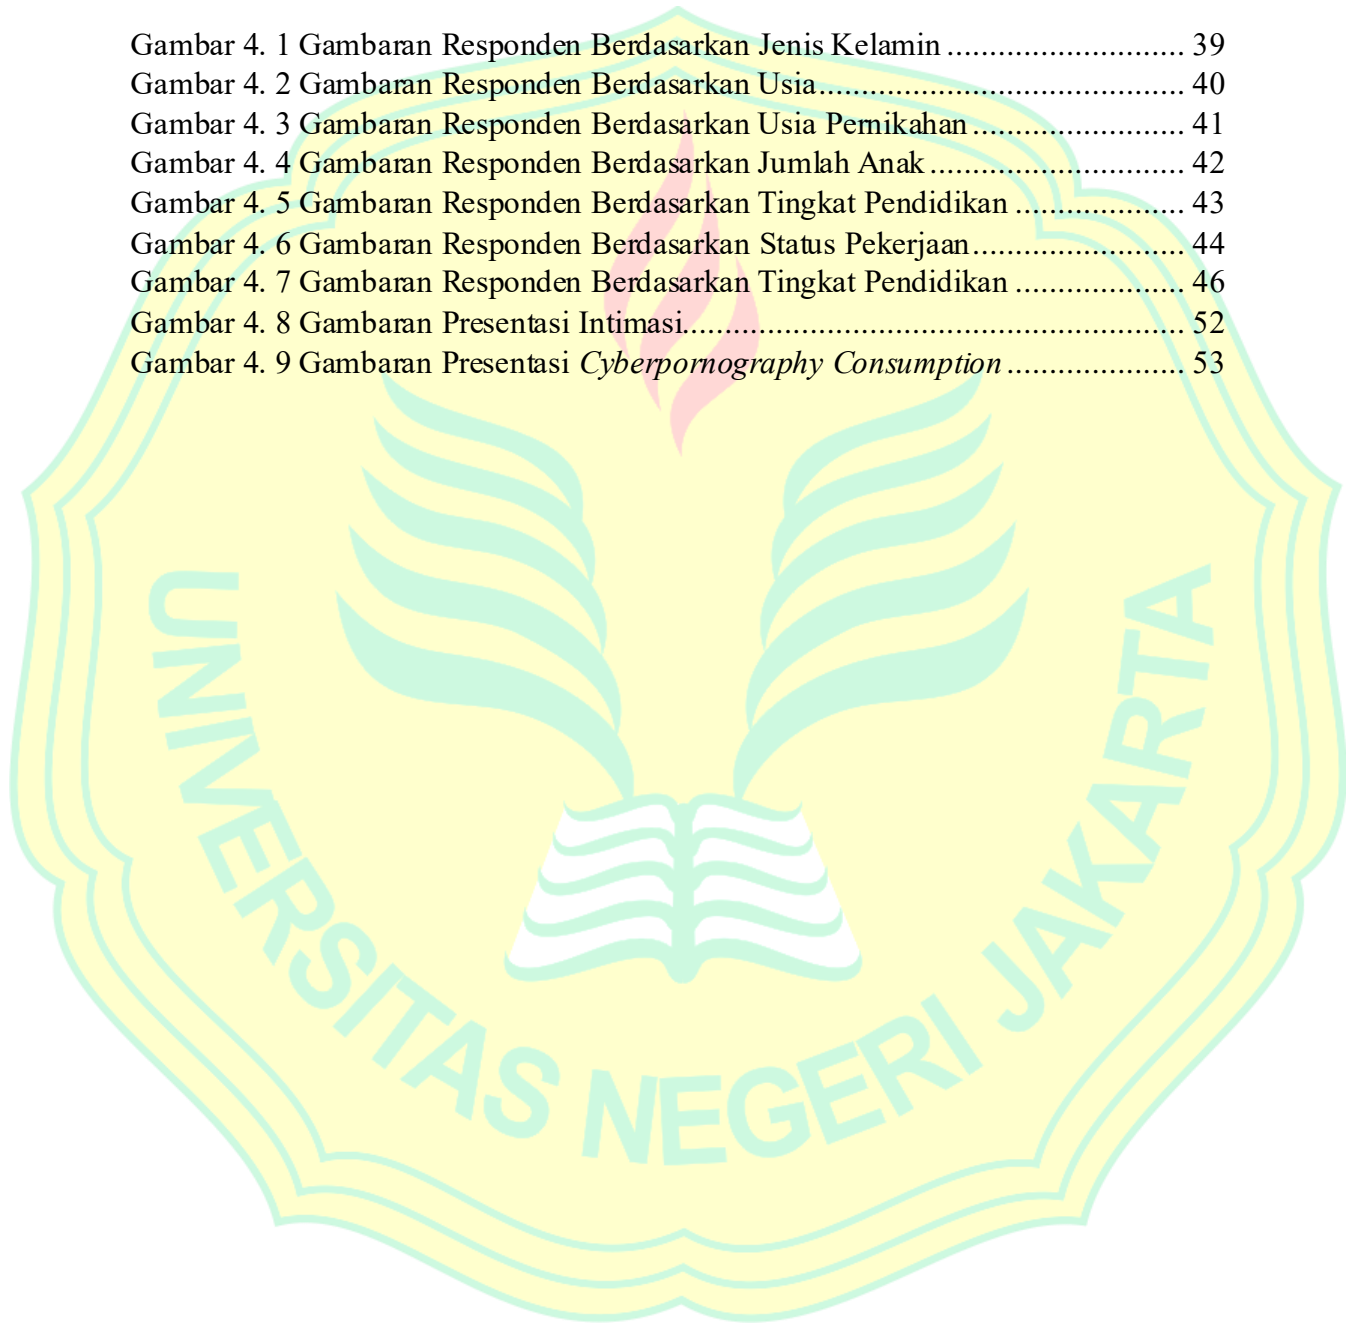 Gambar 4. 1 Gambaran Responden Berdasarkan Jenis Kelamin ............................ 39
Gambar 4. 2 Gambaran Responden Berdasarkan Usia............................................ 40
Gambar 4. 3 Gambaran Responden Berdasarkan Usia Pernikahan ......................... 41
Gambar 4. 4 Gambaran Responden Berdasarkan Jumlah Anak .............................. 42
Gambar 4. 5 Gambaran Responden Berdasarkan Tingkat Pendidikan .................... 43
Gambar 4. 6 Gambaran Responden Berdasarkan Status Pekerjaan......................... 44
Gambar 4. 7 Gambaran Responden Berdasarkan Tingkat Pendidikan .................... 46
Gambar 4. 8 Gambaran Presentasi Intimasi............................................................ 52
Gambar 4. 9 Gambaran Presentasi Cyberpornography Consumption ..................... 53
UNIVERSITAS NEGERI JAKARTA